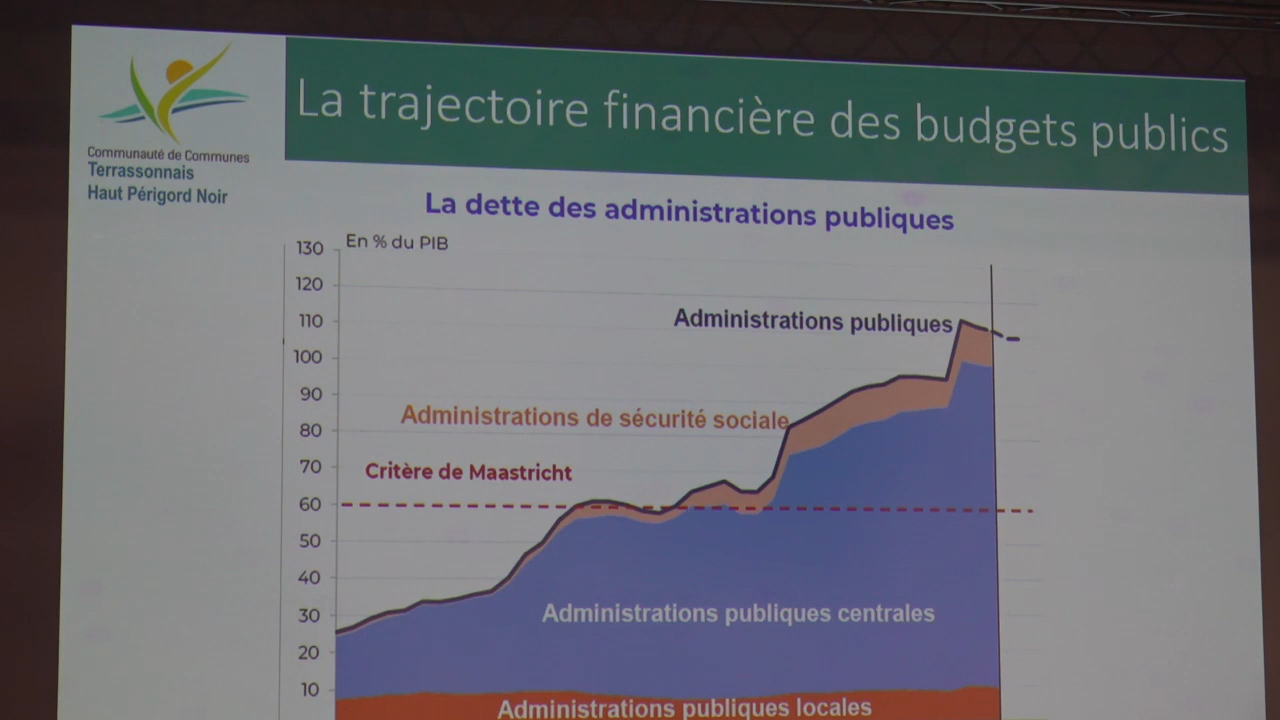 La trajectoire financière des budgets publics
Communauté de Communes
Terrassonnais
Haut Périgord Noir
La dette des administrations publiques
En % du PIB
130
120
110
100
90
80
70
60
50
40
30
20
10
Administrations publiques
Administrations de sécurité sociale
Critère de Maastricht
Administrations publiques centrales
Administrations publiques locales